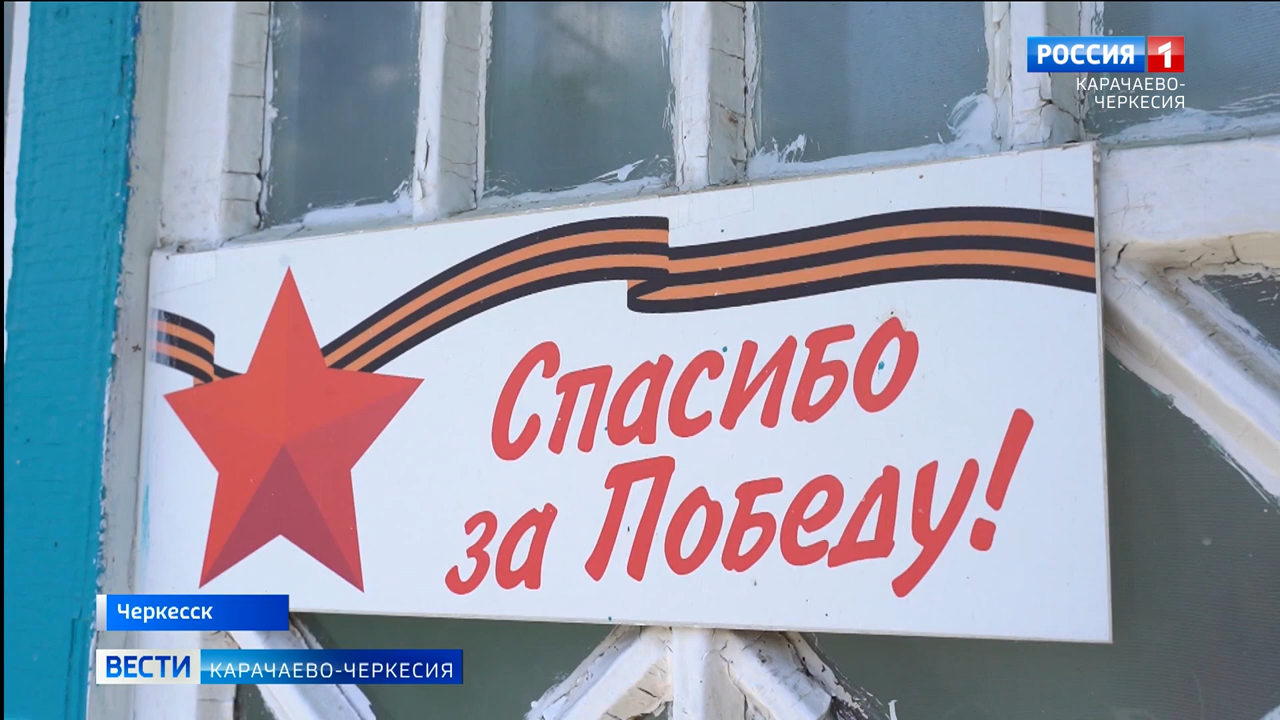 РОССИЯ 1
КАРАЧАЕВО-
ЧЕРКЕСИЯ
Спасибо
за Победу!
Черкесск
ВЕСТИ КАРАЧАЕВО-ЧЕРКЕСИЯ